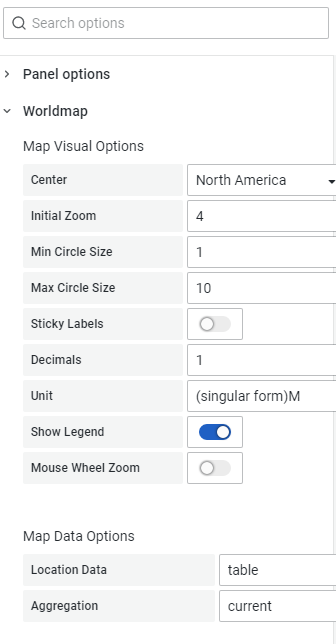 Search options
Panel options
Worldmap
Map Visual Options
Center North America
Initial Zoom 4
Min Circle Size 1
Max Circle Size 10
Sticky Labels
Decimals 1
Unit (singular form)M
Show Legend
Mouse Wheel Zoom
Map Data Options
Location Data table
Aggregation current